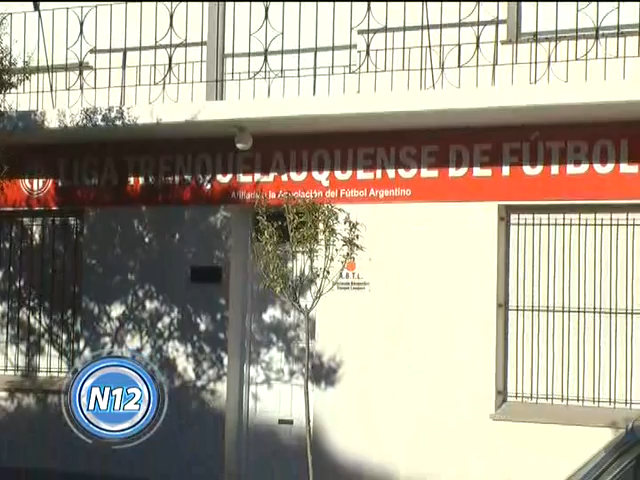 LIGA TRENQUELAUQUENSE DE FÚTBOL
Afiliada a la Asociación del Fútbol Argentino
A.B.T.L.
N12